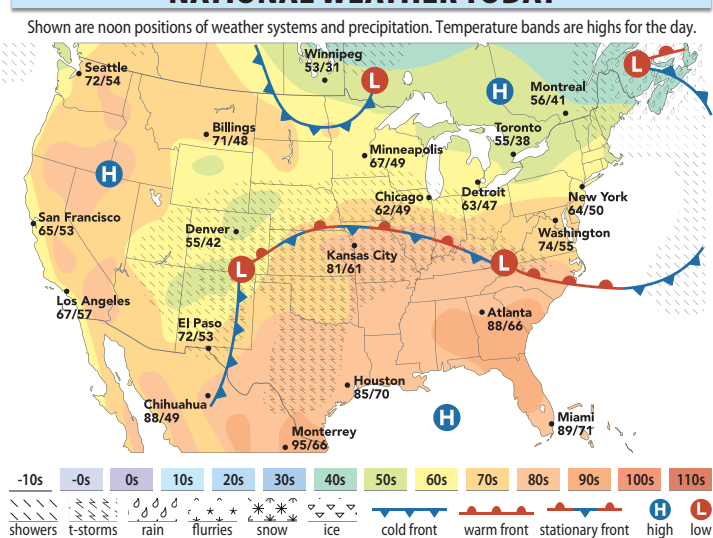 NATIONAL WEATHER TODAY
Shown are noon positions of weather systems and precipitation. Temperature bands are highs for the day.
Seattle
72/54
Winnipeg
53/31
L
L
H
Montreal
56/41
Billings
71/48
Toronto
55/38
Minneapolis
67/49
H
Chicago
62/49
Detroit
63/47
New York
64/50
San Francisco
65/53
Denver
55/42
Washington
74/55
Kansas City
81/61
L
L
Los Angeles
67/57
El Paso
72/53
Atlanta
88/66
Houston
85/70
Chihuahua
88/49
H
Miami
89/71
Monterrey
95/66
-10s -0s 0s 10s 20s 30s 40s 50s 60s 70s 80s 90s 100s 110s
H L
showers t-storms rain flurries snow ice cold front warm front stationary front high low